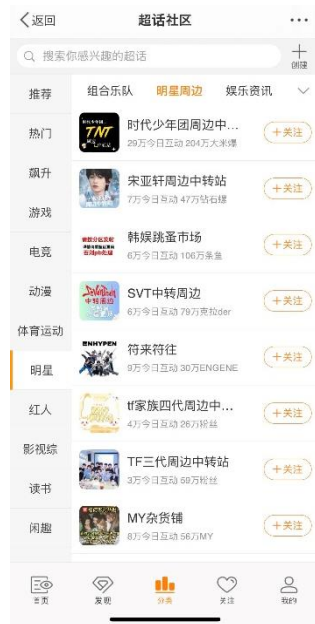 返回
超话社区
搜索你感兴趣的超话
创建
推荐
热门
飙升
游戏
电竞
动漫
体育运动
明星
红人
影视综
读书
闲趣
组合乐队 明星周边 娱乐资讯
时代少年团周边中...
29万今日互动 204万大米爆
+关注
宋亚轩周边中转站
7万今日互动 47万钻石螺
+关注
韩娱跳蚤市场
6万今日互动 106万条鱼
+关注
SVT中转周边
6万今日互动 79万克拉der
+关注
ENHYPEN
符来符往
9万今日互动 30万ENGENE
+关注
tf家族四代周边中...
4万今日互动 26万粉丝
+关注
TF三代周边中转站
3万今日互动 69万粉丝
+关注
MY杂货铺
8万今日互动 56万MY
+关注
TNT
中转周边
首页
发现
分类
关注
我的